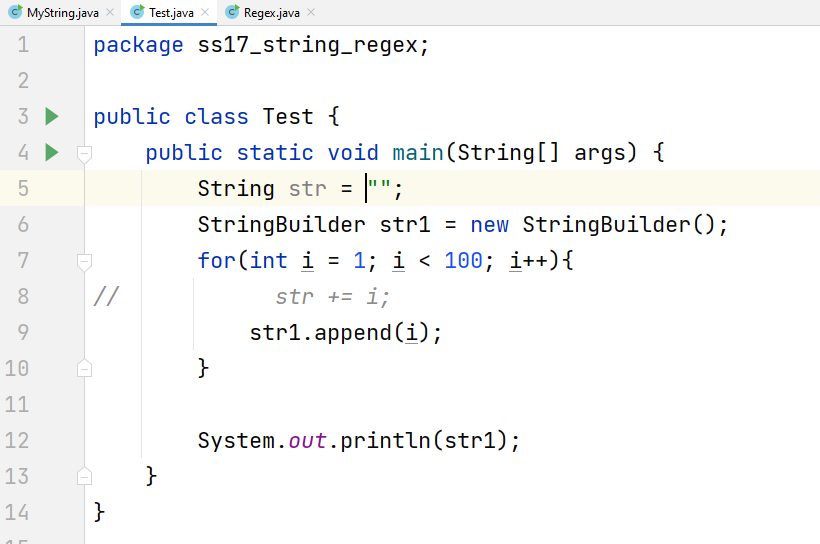 MyString.java Test.java Regex.java
1 package ss17_string_regex;
2
3 public class Test {
4     public static void main(String[] args) {
5         String str = "";
6         StringBuilder str1 = new StringBuilder();
7         for(int i = 1; i < 100; i++){
8 //            str += i;
9             str1.append(i);
10         }
11
12         System.out.println(str1);
13     }
14 }